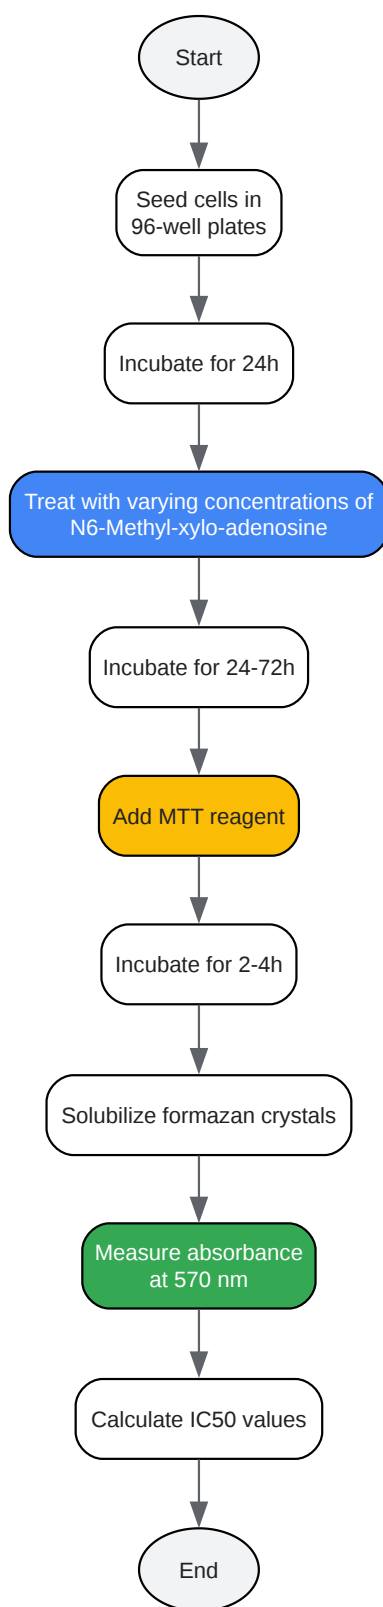 Start
Seed cells in
96-well plates
Incubate for 24h
Treat with varying concentrations of
N6-Methyl-xylo-adenosine
Incubate for 24-72h
Add MTT reagent
Incubate for 2-4h
Solubilize formazan crystals
Measure absorbance
at 570 nm
Calculate IC50 values
End